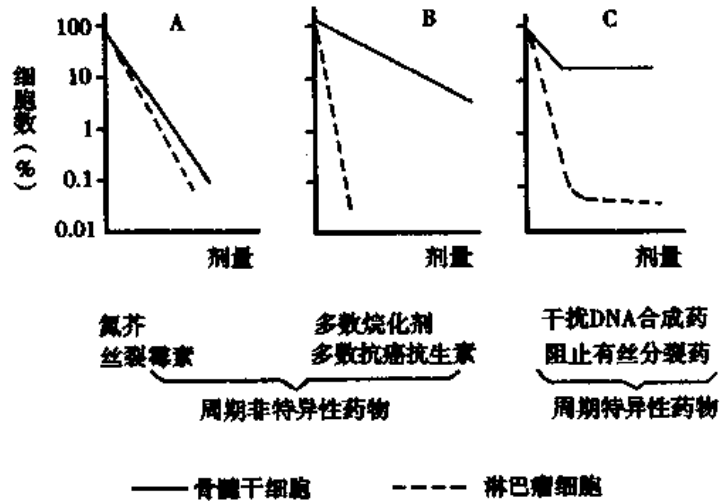 A
B
C
100
10
1
0.1
0.01
细胞数(%)
剂量
剂量
剂量
氮芥
丝裂霉素
多数烷化剂
多数抗癌抗生素
干扰DNA合成药
阻止有丝分裂药
周期非特异性药物
周期特异性药物
骨髓干细胞
淋巴瘤细胞